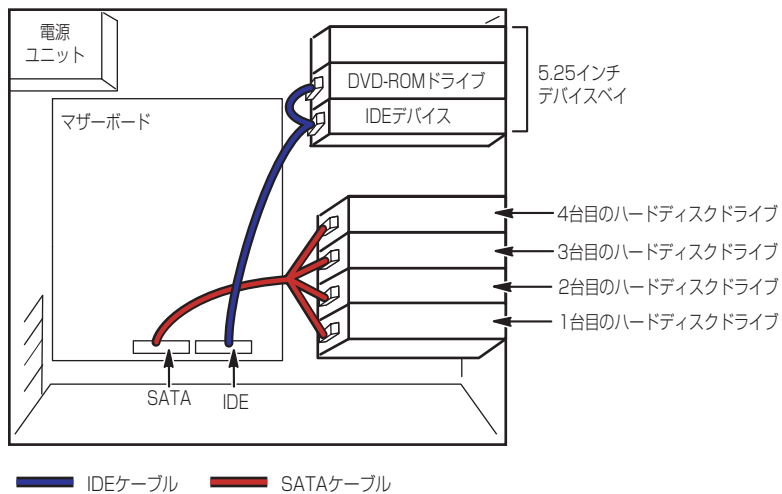 電源
ユニット
DVD-ROMドライブ
IDEデバイス
5.25インチ
デバイスベイ
マザーボード
4台目のハードディスクドライブ
3台目のハードディスクドライブ
2台目のハードディスクドライブ
1台目のハードディスクドライブ
SATA
IDE
IDEケーブル
SATAケーブル